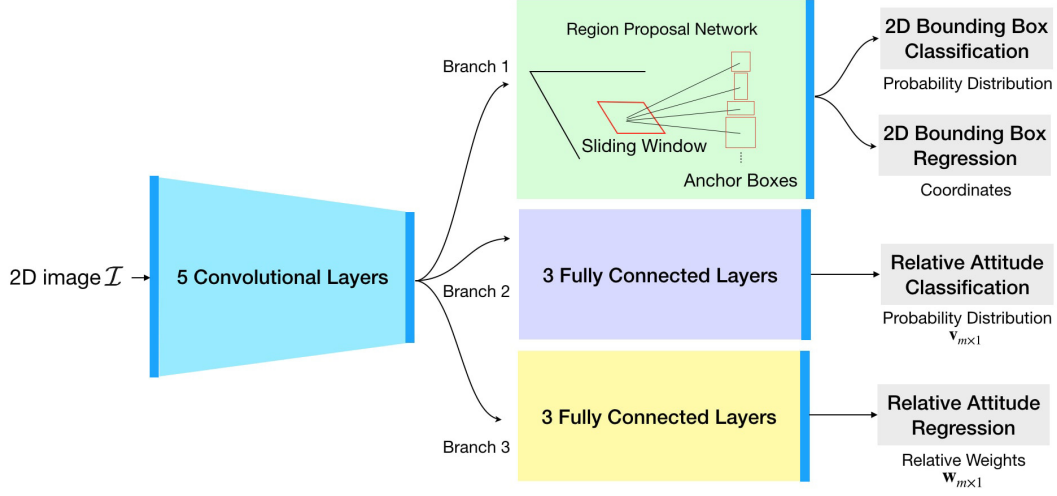 2D image I
5 Convolutional Layers
Branch 1
Region Proposal Network
Sliding Window
Anchor Boxes
2D Bounding Box
Classification
Probability Distribution
2D Bounding Box
Regression
Coordinates
Branch 2
3 Fully Connected Layers
Relative Attitude
Classification
Probability Distribution
v_{m×1}
Branch 3
3 Fully Connected Layers
Relative Attitude
Regression
Relative Weights
w_{m×1}